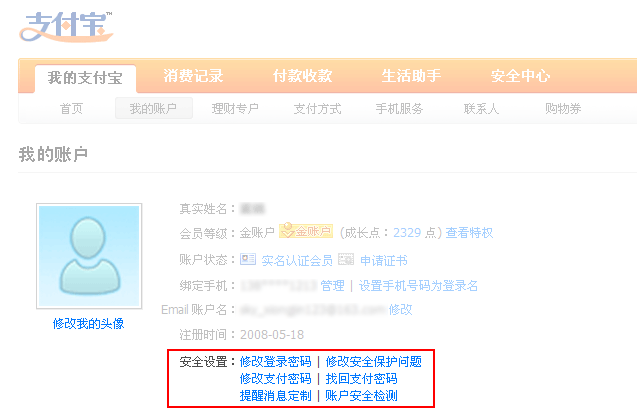 支付宝™
我的支付宝 消费记录 付款收款 生活助手 安全中心
首页 我的账户 理财专户 支付方式 手机服务 联系人 购物券
我的账户
真实姓名：
会员等级：金账户 金账户 (成长点：2329 点) 查看特权
账户状态： 实名认证会员 申请证书
绑定手机： 管理 | 设置手机号码为登录名
修改我的头像
Email 账户名： 修改
注册时间：2008-05-18
安全设置：修改登录密码 | 修改安全保护问题
修改支付密码 | 找回支付密码
提醒消息定制 | 账户安全检测